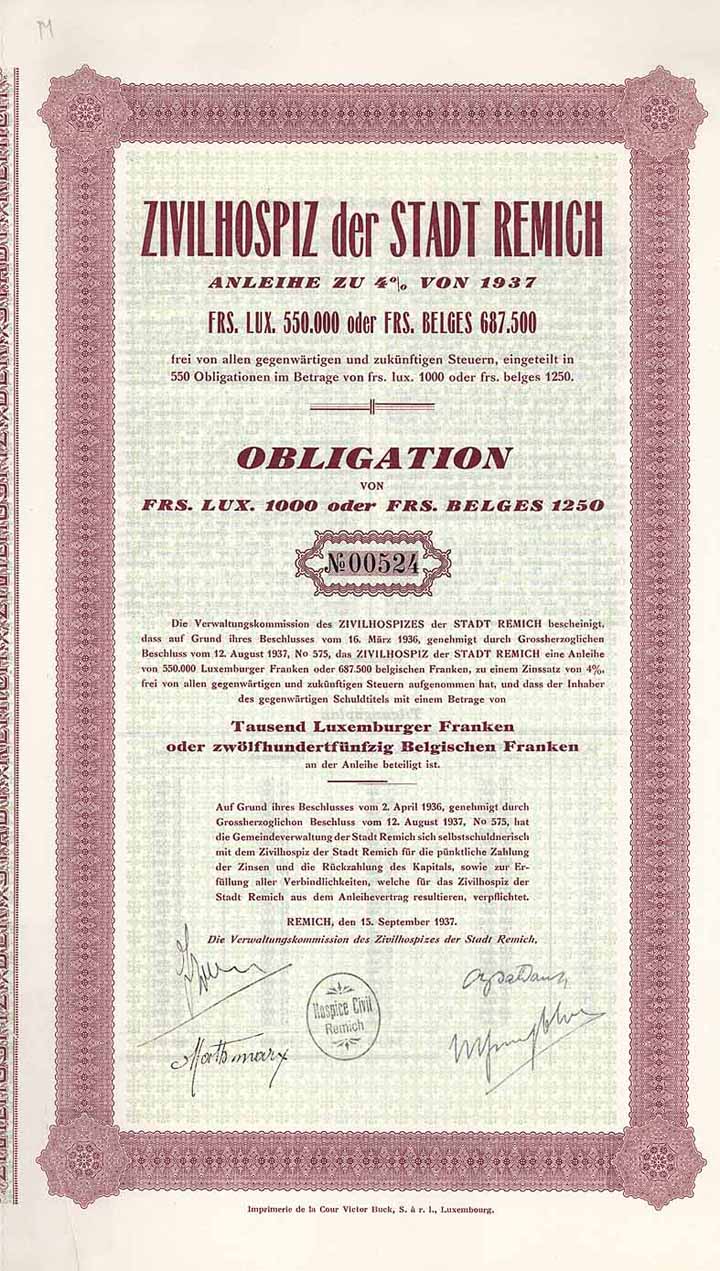 M
ZIVILHOSPIZ der STADT REMICH
ANLEIHE ZU 4% VON 1937
FRS. LUX. 550.000 oder FRS. BELGES 687.500
frei von allen gegenwärtigen und zukünftigen Steuern, eingeteilt in
550 Obligationen im Betrage von frs. lux. 1000 oder frs. belges 1250.
OBLIGATION
VON
FRS. LUX. 1000 oder FRS. BELGES 1250
No 00524
Die Verwaltungskommission des ZIVILHOSPIZES der STADT REMICH bescheinigt,
dass auf Grund ihres Beschlusses vom 16. März 1936, genehmigt durch Grossherzoglichen
Beschluss vom 12. August 1937, No 575, das ZIVILHOSPIZ der STADT REMICH eine Anleihe
von 550.000 Luxemburger Franken oder 687.500 belgischen Franken, zu einem Zinssatz von 4%,
frei von allen gegenwärtigen und zukünftigen Steuern aufgenommen hat, und dass der Inhaber
des gegenwärtigen Schuldtitels mit einem Betrage von
Tausend Luxemburger Franken
oder zwölfhundertfünfzig Belgischen Franken
an der Anleihe beteiligt ist.
Auf Grund ihres Beschlusses vom 2. April 1936, genehmigt durch
Grossherzoglichon Beschluss vom 12. August 1937, No 575, hat
die Gemeindeverwaltung der Stadt Remich sich selbstschuldnerisch
mit dem Zivilhospiz der Stadt Remich für die pünktliche Zahlung
der Zinsen und die Rückzahlung des Kapitals, sowie zur Er-
füllung aller Verbindlichkeiten, welche für das Zivilhospiz der
Stadt Remich aus dem Anleihevertrag resultieren, verpflichtet.
REMICH, den 15. September 1937.
Die Verwaltungskommission des Zivilhospizes der Stadt Remich,
Hospice Civil
Remich
Math marx
Imprimerie de la Cour Victor Buck, S. à r. l., Luxembourg.